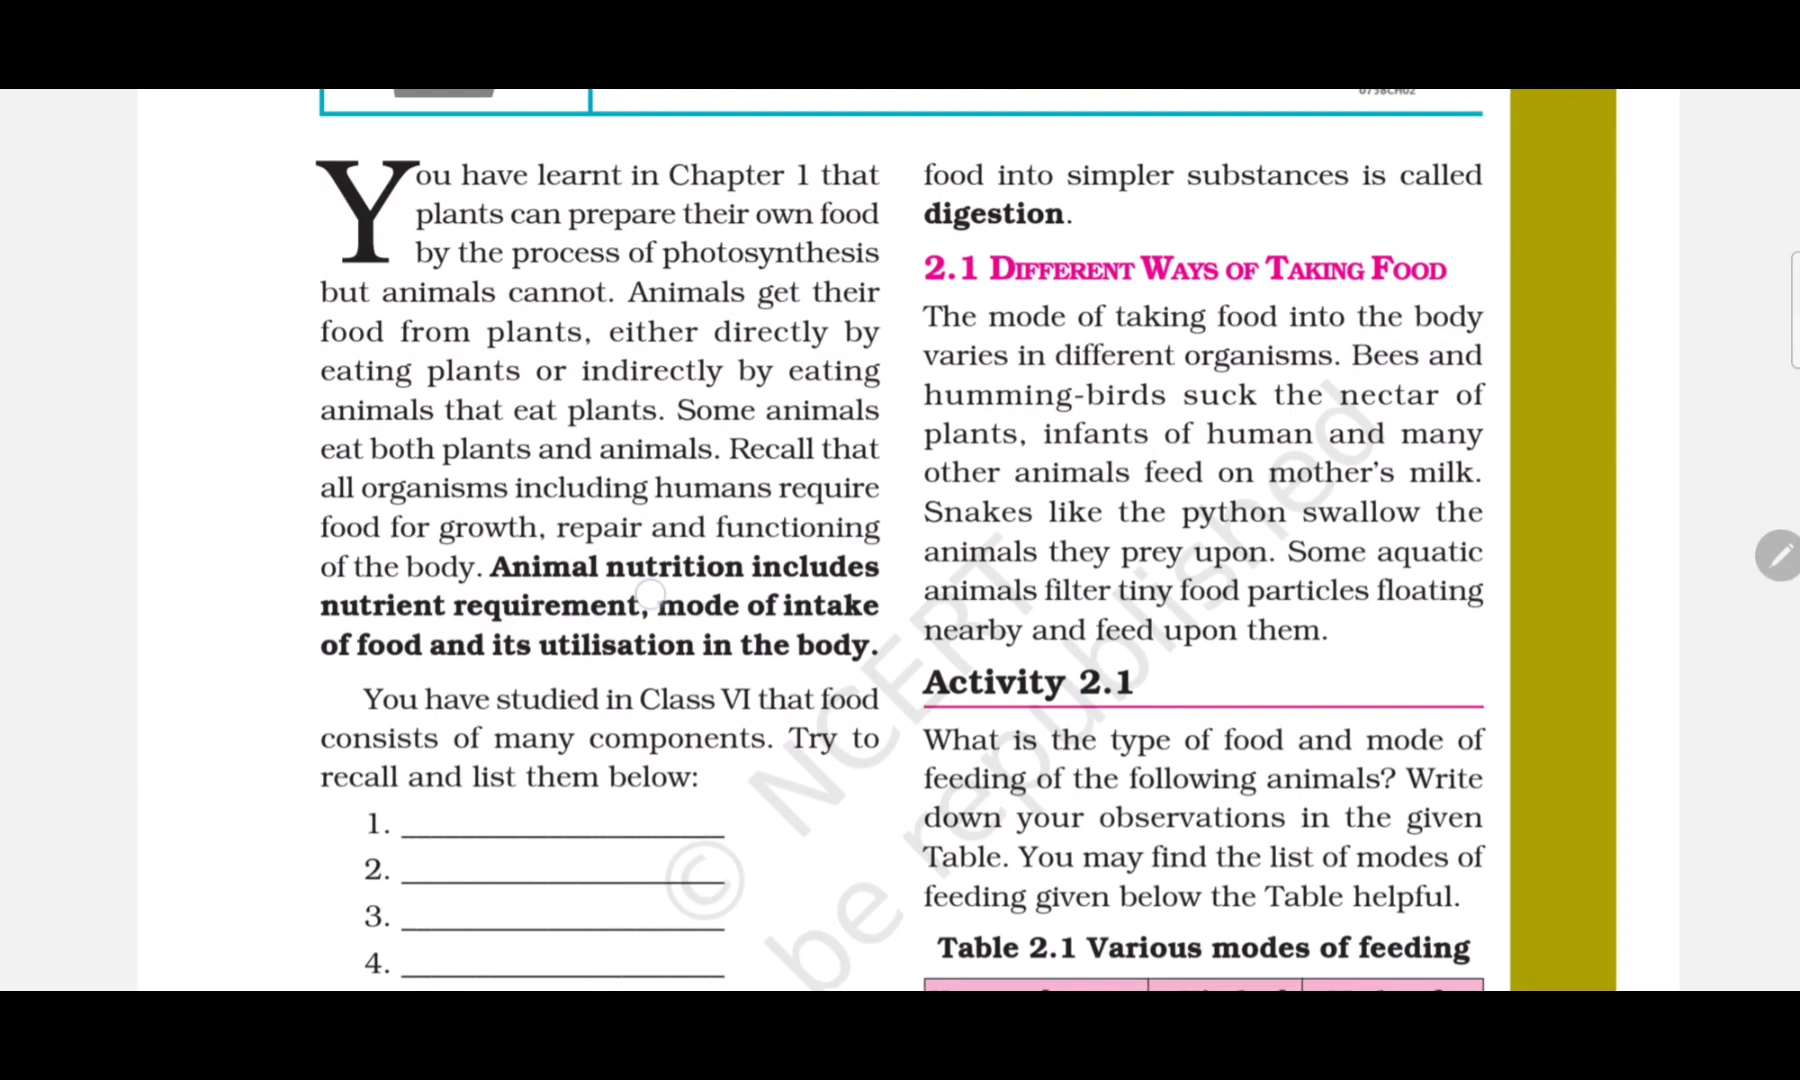 You have learnt in Chapter 1 that
plants can prepare their own food
by the process of photosynthesis
but animals cannot. Animals get their
food from plants, either directly by
eating plants or indirectly by eating
animals that eat plants. Some animals
eat both plants and animals. Recall that
all organisms including humans require
food for growth, repair and functioning
of the body. Animal nutrition includes
nutrient requirement, mode of intake
of food and its utilisation in the body.
You have studied in Class VI that food
consists of many components. Try to
recall and list them below:
1.
2.
3.
4.
food into simpler substances is called
digestion.
2.1 DIFFERENT WAYS OF TAKING FOOD
The mode of taking food into the body
varies in different organisms. Bees and
humming-birds suck the nectar of
plants, infants of human and many
other animals feed on mother's milk.
Snakes like the python swallow the
animals they prey upon. Some aquatic
animals filter tiny food particles floating
nearby and feed upon them.
Activity 2.1
What is the type of food and mode of
feeding of the following animals? Write
down your observations in the given
Table. You may find the list of modes of
feeding given below the Table helpful.
Table 2.1 Various modes of feeding
© NCERT
be republished